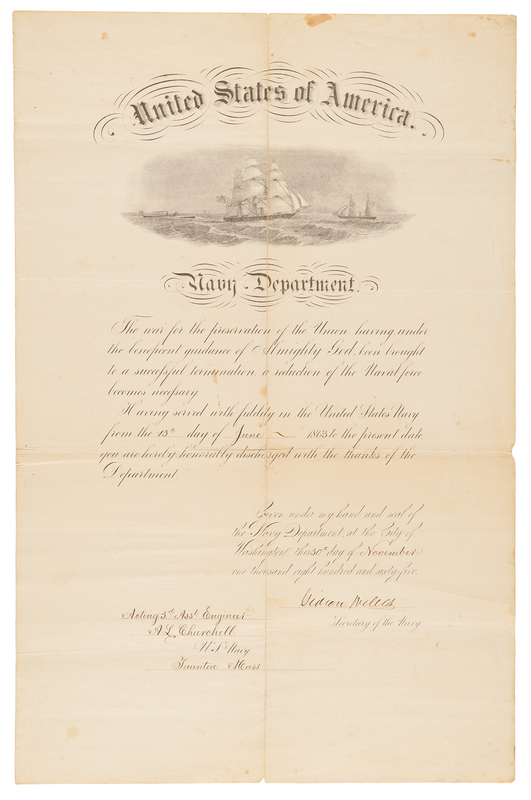 United States of America.
Navy Department.
The war for the preservation of the Union having, under
the beneficent guidance of Almighty God, been brought
to a successful termination, a reduction of the Naval force
becomes necessary
Having served with fidelity in the United States Navy
from the 13th day of June 1863 to the present date
you are hereby honorably discharged with the thanks of the
Department.
Given under my hand and seal of
the Navy Department, at the City of
Washington, this 30th day of November
one thousand eight hundred and sixty-five.
Gideon Welles
Secretary of the Navy
Acting 3d Asst Engineer
A L Churchill
U S Navy
Taunton Mass